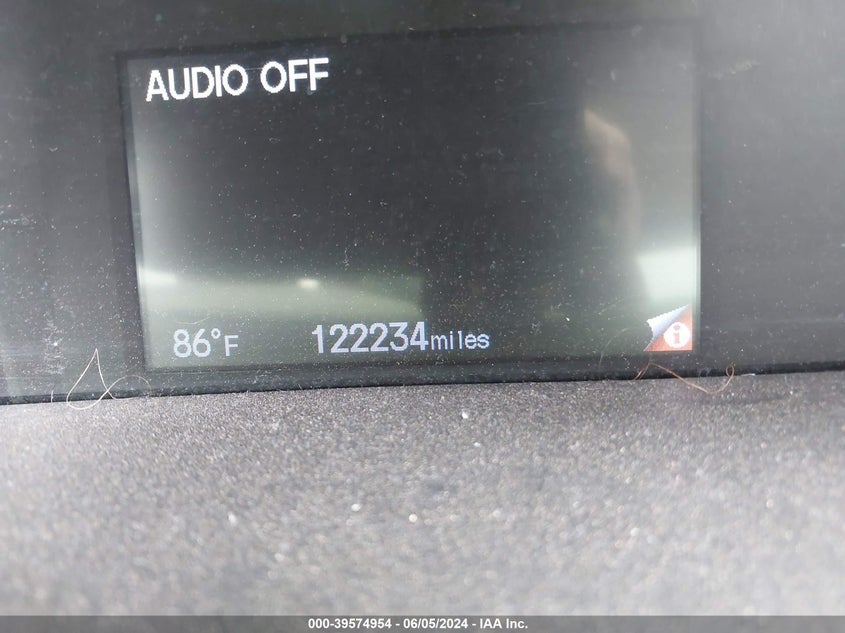 AUDIO OFF
86°F 122234miles i
000-39574954 - 06/05/2024 - IAA Inc.